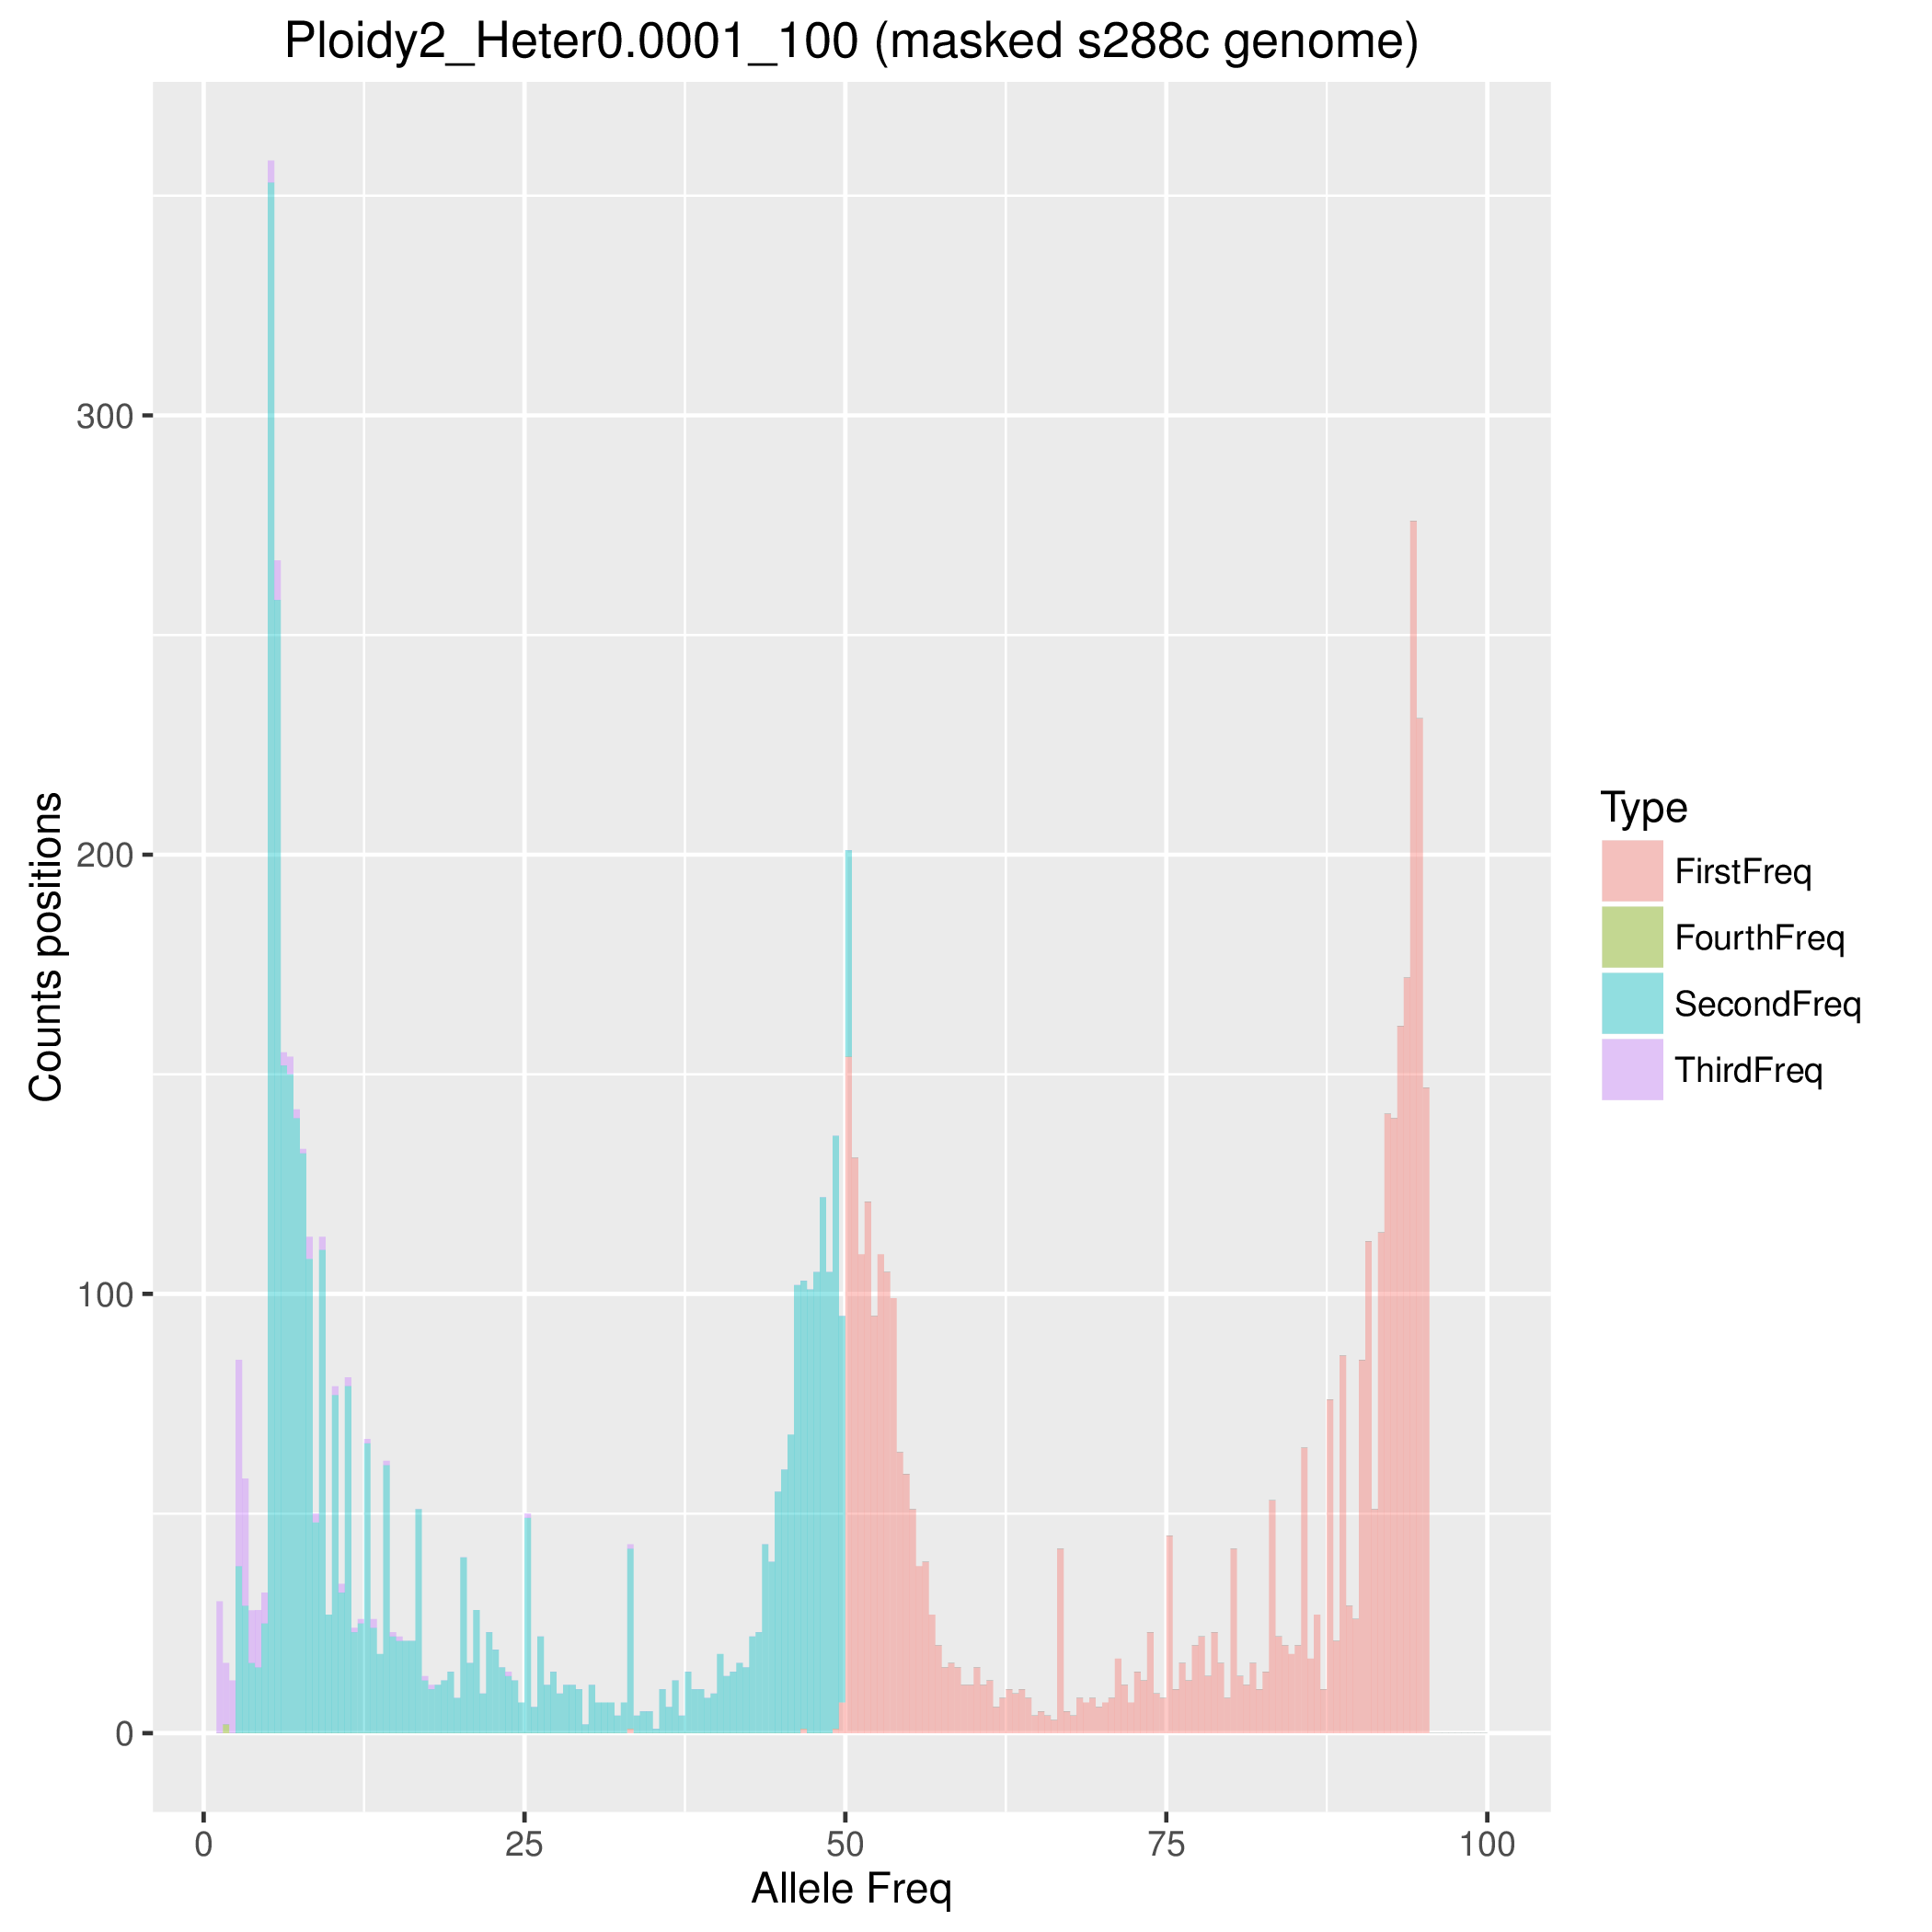 Ploidy2_Heter0.0001_100 (masked s288c genome)
Counts positions
300
200
100
0
0 25 50 75 100
Allele Freq
Type
FirstFreq
FourthFreq
SecondFreq
ThirdFreq